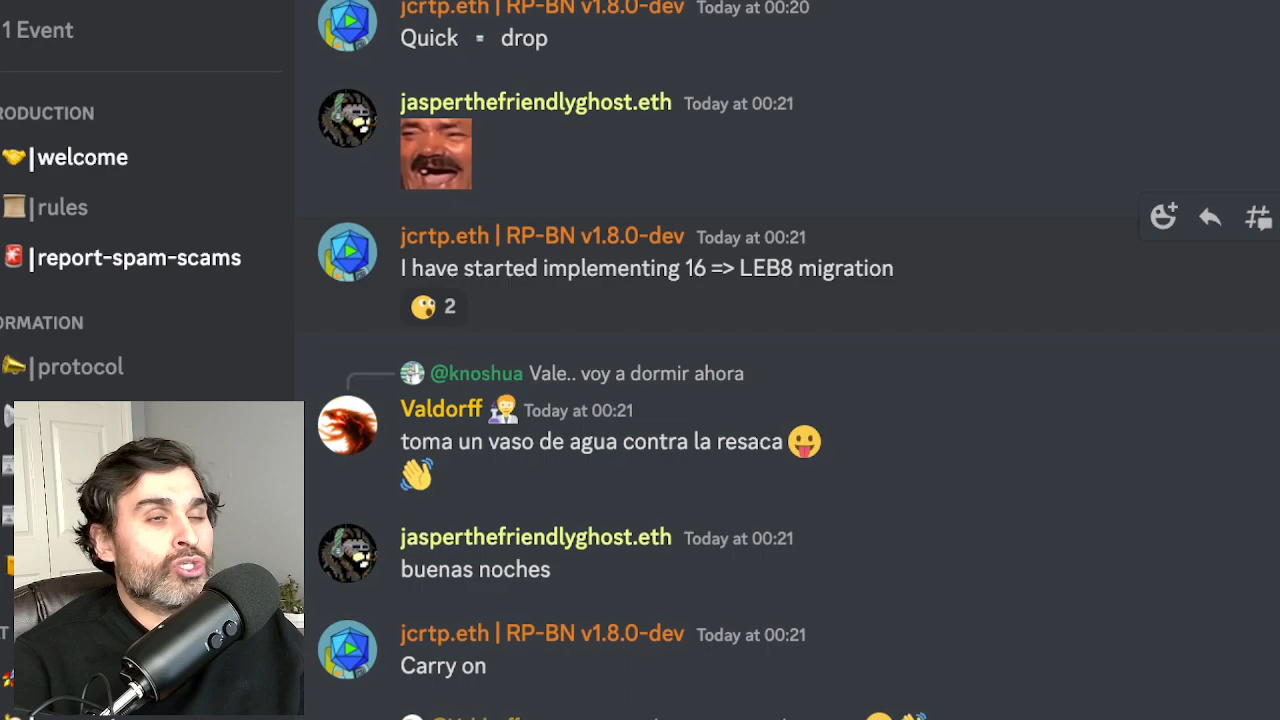 jcrtp.eth | RP-BN v1.8.0-dev Today at 00:20
Quick ▪ drop
jasperthefriendlyghost.eth Today at 00:21
jcrtp.eth | RP-BN v1.8.0-dev Today at 00:21
I have started implementing 16 => LEB8 migration
😲 2
@knoshua Vale.. voy a dormir ahora
Valdorff Today at 00:21
toma un vaso de agua contra la resaca 😛
👋
jasperthefriendlyghost.eth Today at 00:21
buenas noches
jcrtp.eth | RP-BN v1.8.0-dev Today at 00:21
Carry on
1 Event
RODUCTION
|welcome
|rules
|report-spam-scams
ORMATION
|protocol